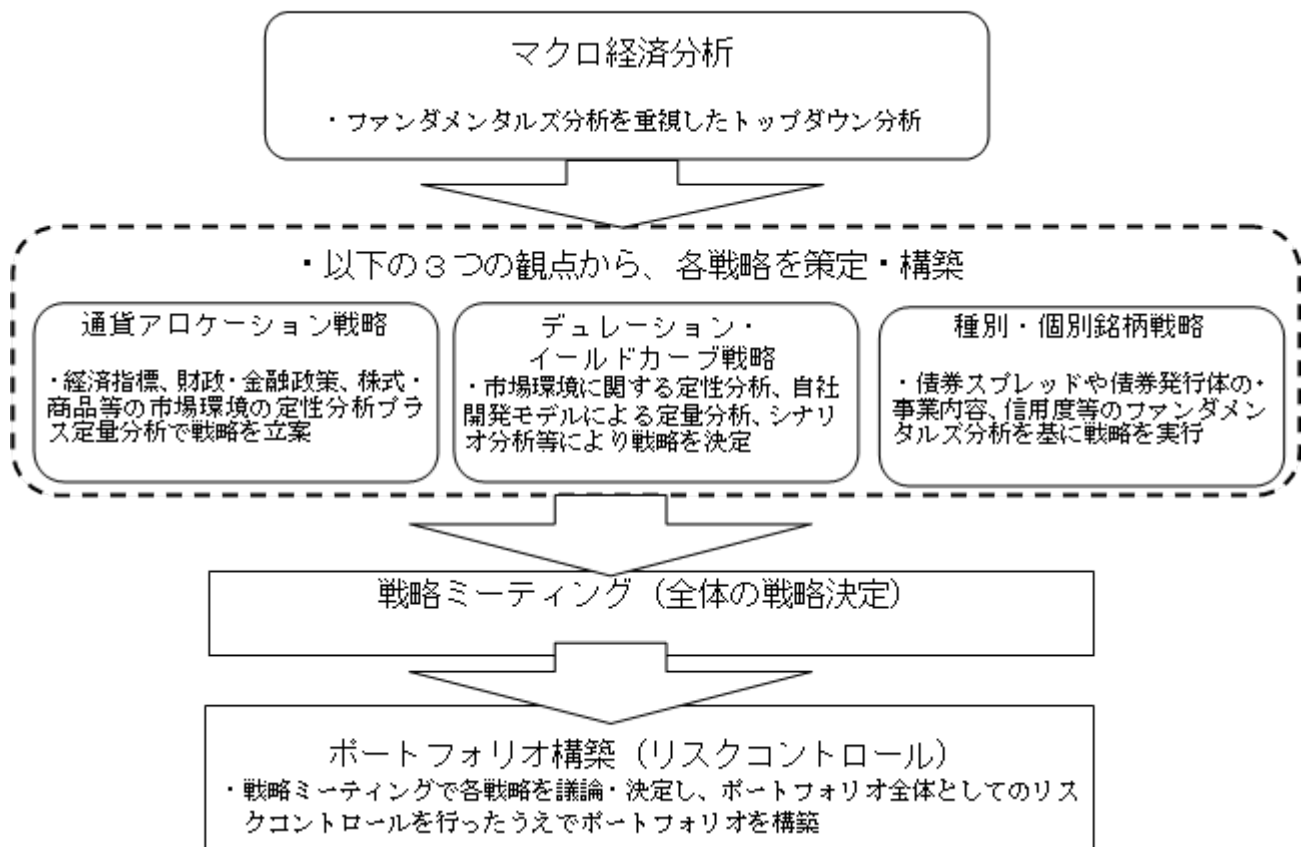 マクロ経済分析
・ファンダメンタルズ分析を重視したトップダウン分析
・以下の３つの観点から、各戦略を策定・構築
通貨アロケーション戦略
・経済指標、財政・金融政策、株式・
商品等の市場環境の定性分析プラ
ス定量分析で戦略を立案
デュレーション・
イールドカーブ戦略
・市場環境に関する定性分析、自社
開発モデルによる定量分析、シナリ
オ分析等により戦略を決定
種別・個別銘柄戦略
・債券スプレッドや債券発行体の・
事業内容、信用度等のファンダメン
タルズ分析を基に戦略を実行
戦略ミーティング（全体の戦略決定）
ポートフォリオ構築（リスクコントロール）
・戦略ミーティングで各戦略を議論・決定し、ポートフォリオ全体としてのリス
クコントロールを行ったうえでポートフォリオを構築